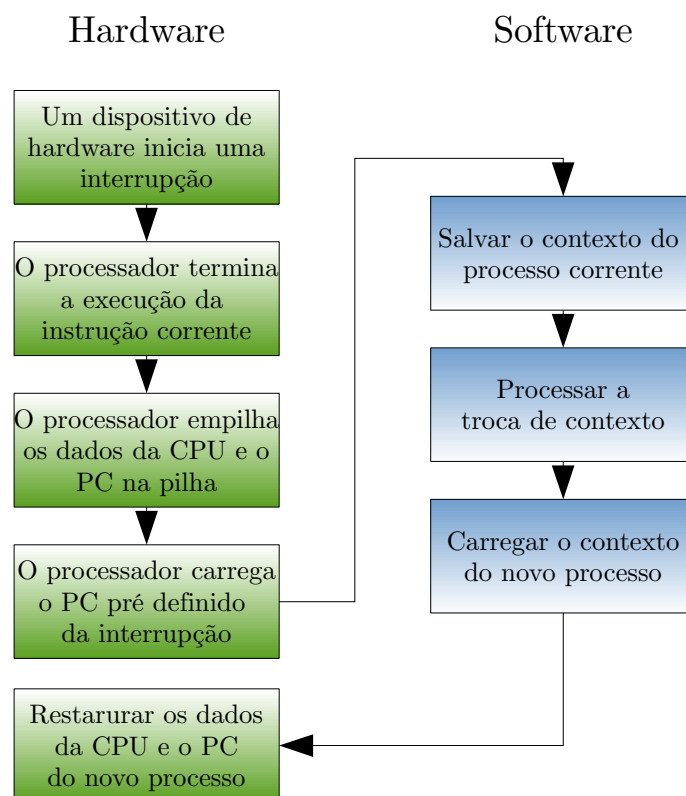 Hardware
Um dispositivo de
hardware inicia uma
interrupção
O processador termina
a execução da
instrução corrente
O processador empilha
os dados da CPU e o
PC na pilha
O processador carrega
o PC pré definido
da interrupção
Restarurar os dados
da CPU e o PC
do novo processo
Software
Salvar o contexto do
processo corrente
Processar a
troca de contexto
Carregar o contexto
do novo processo